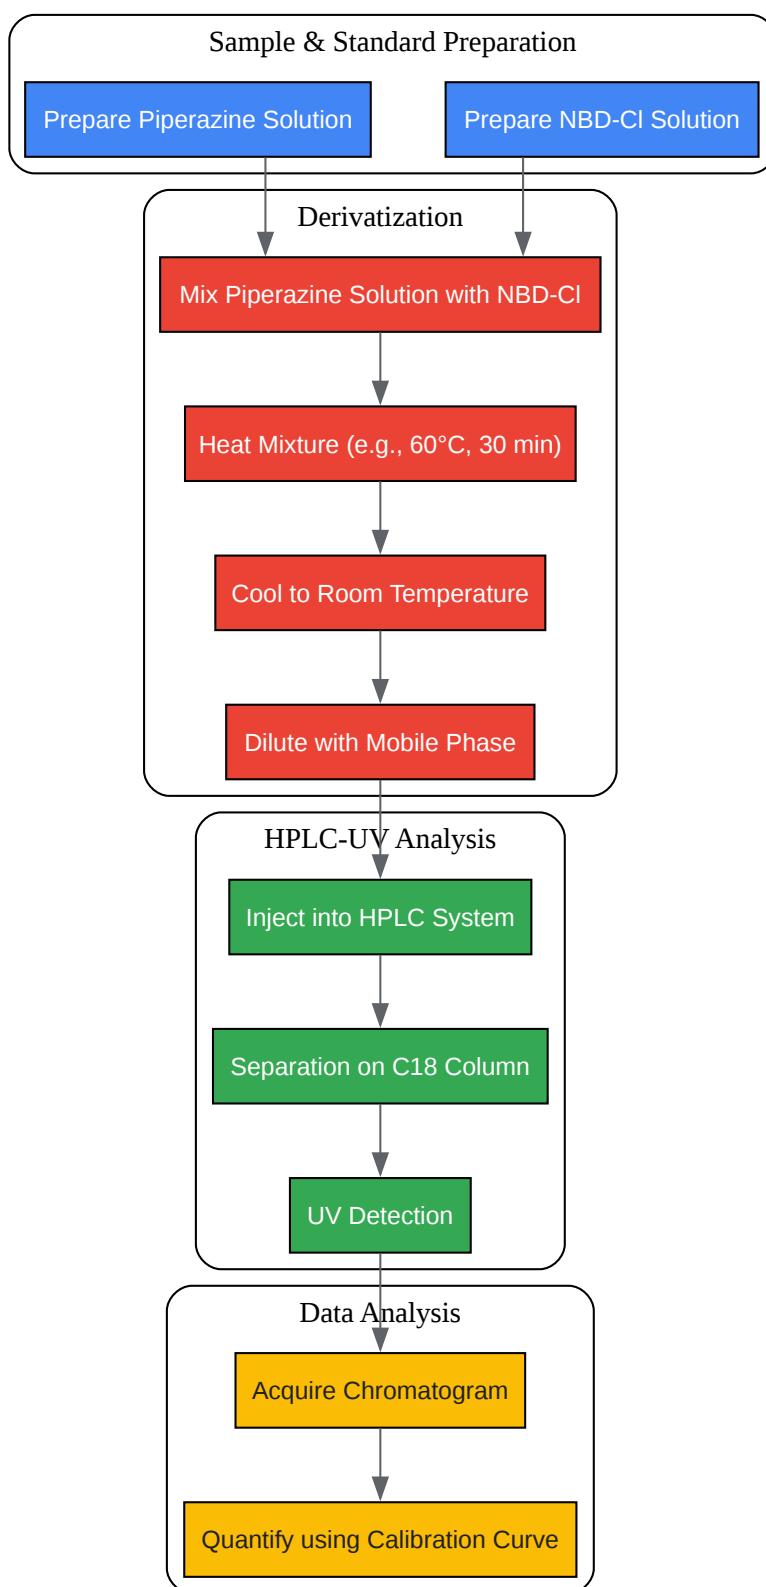 Sample & Standard Preparation
Prepare Piperazine Solution
Prepare NBD-Cl Solution
Derivatization
Mix Piperazine Solution with NBD-Cl
Heat Mixture (e.g., 60°C, 30 min)
Cool to Room Temperature
Dilute with Mobile Phase
HPLC-UV Analysis
Inject into HPLC System
Separation on C18 Column
UV Detection
Data Analysis
Acquire Chromatogram
Quantify using Calibration Curve